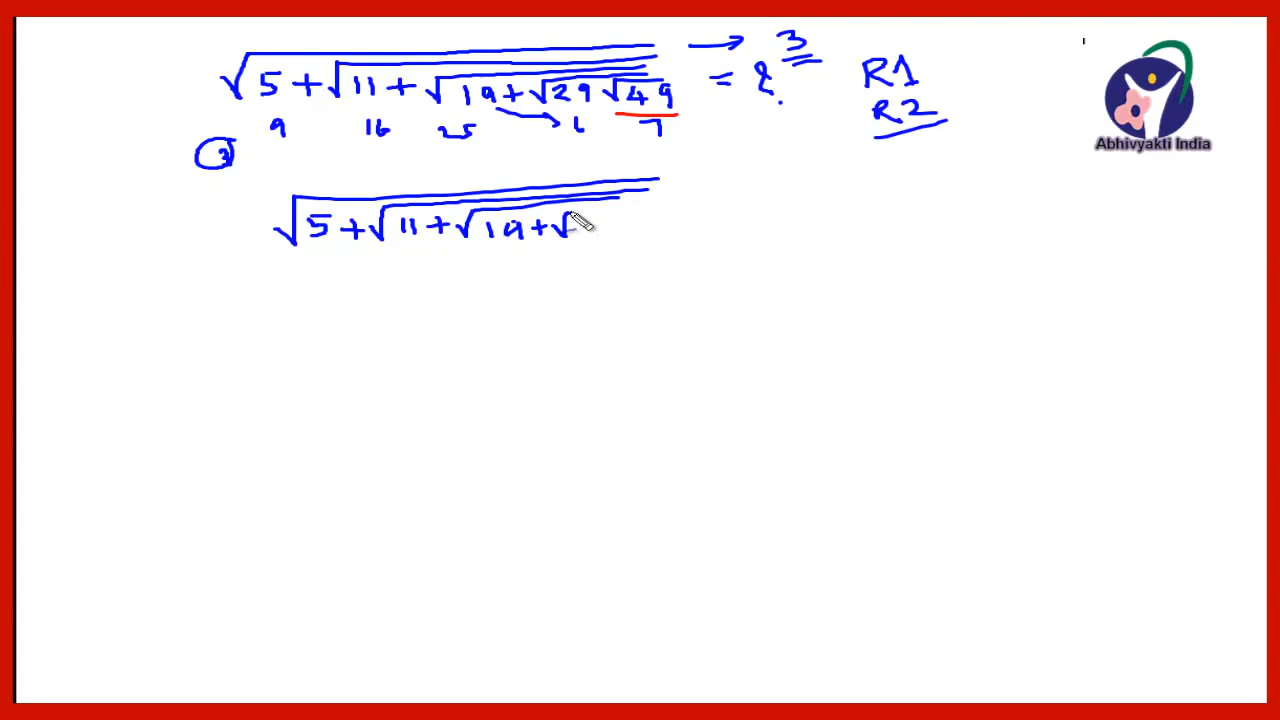 √5 + √11 + √19 + √29 √49 = ? → 3
R1
R2
9 16 25 6 7
3
√5 + √11 + √19 + √
Abhivyakti India